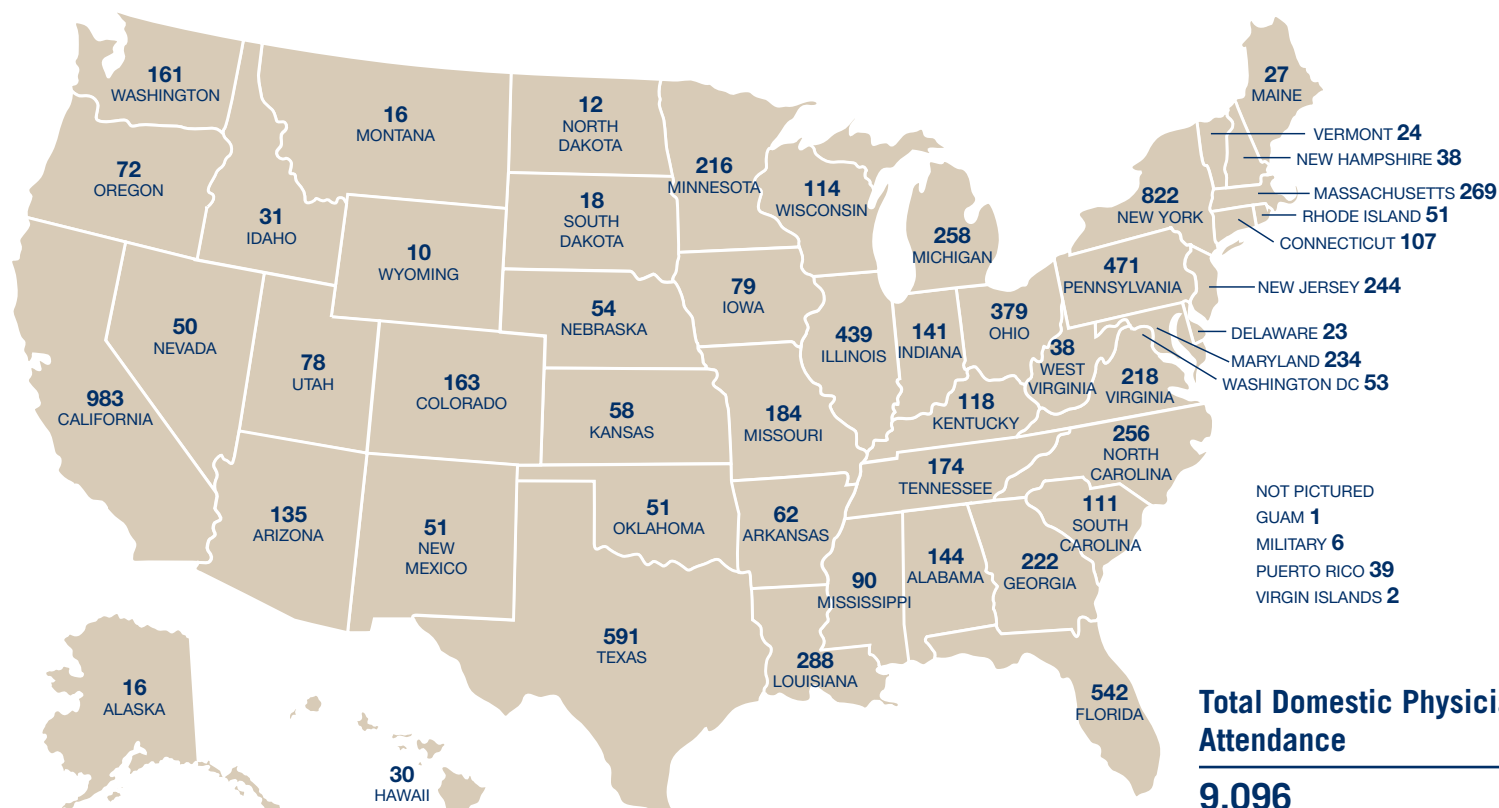 161
WASHINGTON
72
OREGON
983
CALIFORNIA
50
NEVADA
31
IDAHO
16
MONTANA
10
WYOMING
78
UTAH
163
COLORADO
135
ARIZONA
51
NEW
MEXICO
12
NORTH
DAKOTA
18
SOUTH
DAKOTA
54
NEBRASKA
58
KANSAS
51
OKLAHOMA
591
TEXAS
216
MINNESOTA
79
IOWA
184
MISSOURI
62
ARKANSAS
288
LOUISIANA
114
WISCONSIN
439
ILLINOIS
258
MICHIGAN
141
INDIANA
379
OHIO
118
KENTUCKY
174
TENNESSEE
90
MISSISSIPPI
144
ALABAMA
222
GEORGIA
542
FLORIDA
111
SOUTH
CAROLINA
256
NORTH
CAROLINA
218
VIRGINIA
38
WEST
VIRGINIA
471
PENNSYLVANIA
822
NEW YORK
27
MAINE
VERMONT 24
NEW HAMPSHIRE 38
MASSACHUSETTS 269
RHODE ISLAND 51
CONNECTICUT 107
NEW JERSEY 244
DELAWARE 23
MARYLAND 234
WASHINGTON DC 53
NOT PICTURED
GUAM 1
MILITARY 6
PUERTO RICO 39
VIRGIN ISLANDS 2
16
ALASKA
30
HAWAII
Total Domestic Physicia
Attendance
9,096